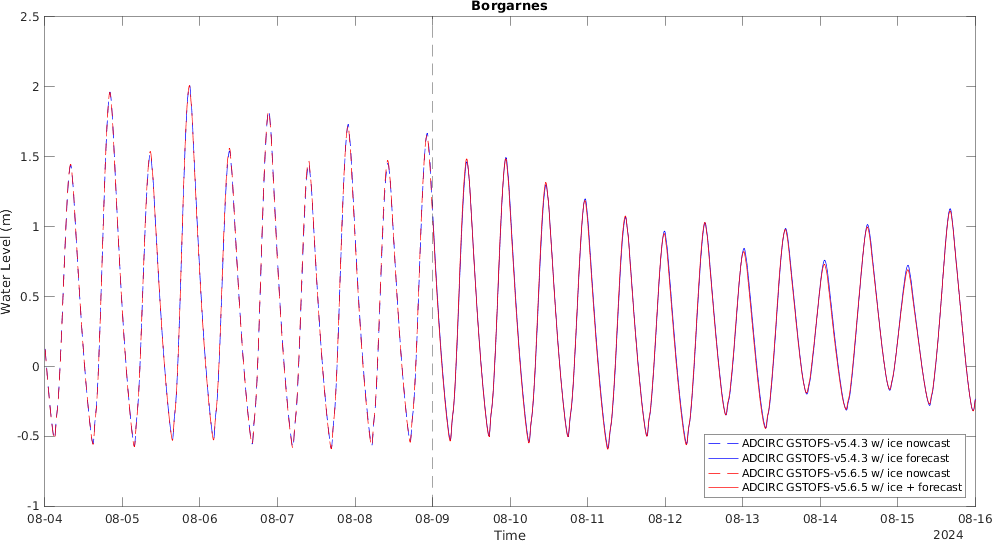 Borgarnes
2.5
2
1.5
1
0.5
0
-0.5
-1
Water Level (m)
08-04 08-05 08-06 08-07 08-08 08-09 08-10 08-11 08-12 08-13 08-14 08-15 08-16
Time
2024
ADCIRC GSTOFS-v5.4.3 w/ ice nowcast
ADCIRC GSTOFS-v5.4.3 w/ ice forecast
ADCIRC GSTOFS-v5.6.5 w/ ice nowcast
ADCIRC GSTOFS-v5.6.5 w/ ice + forecast